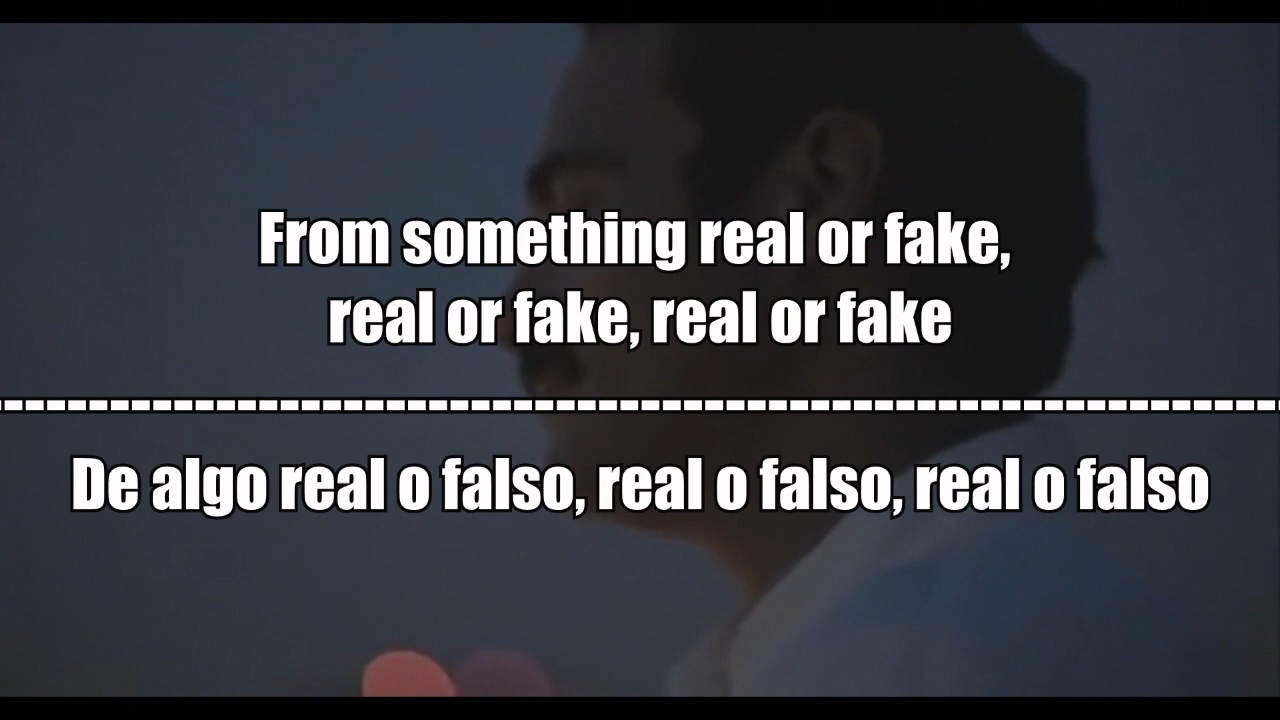 From something real or fake,
real or fake, real or fake
De algo real o falso, real o falso, real o falso